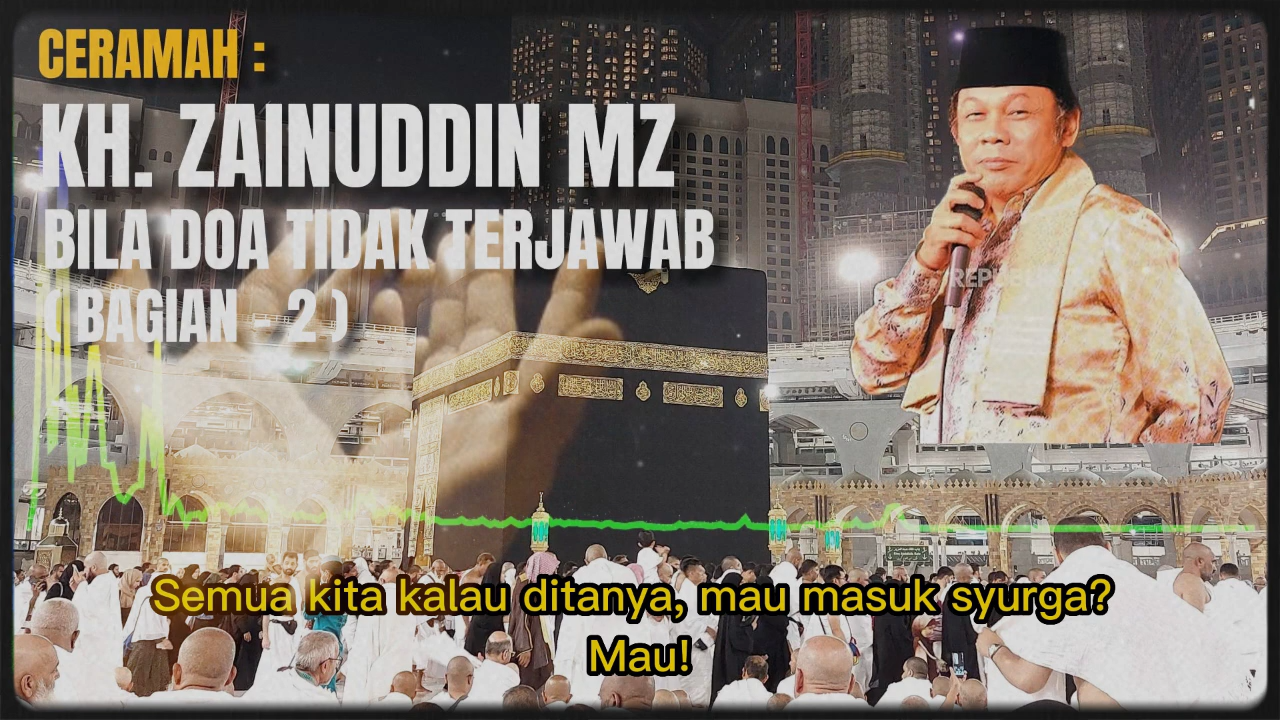 CERAMAH :
KH. ZAINUDDIN MZ
BILA DOA TIDAK TERJAWAB
( BAGIAN - 2 )
Semua kita kalau ditanya, mau masuk syurga?
Mau!